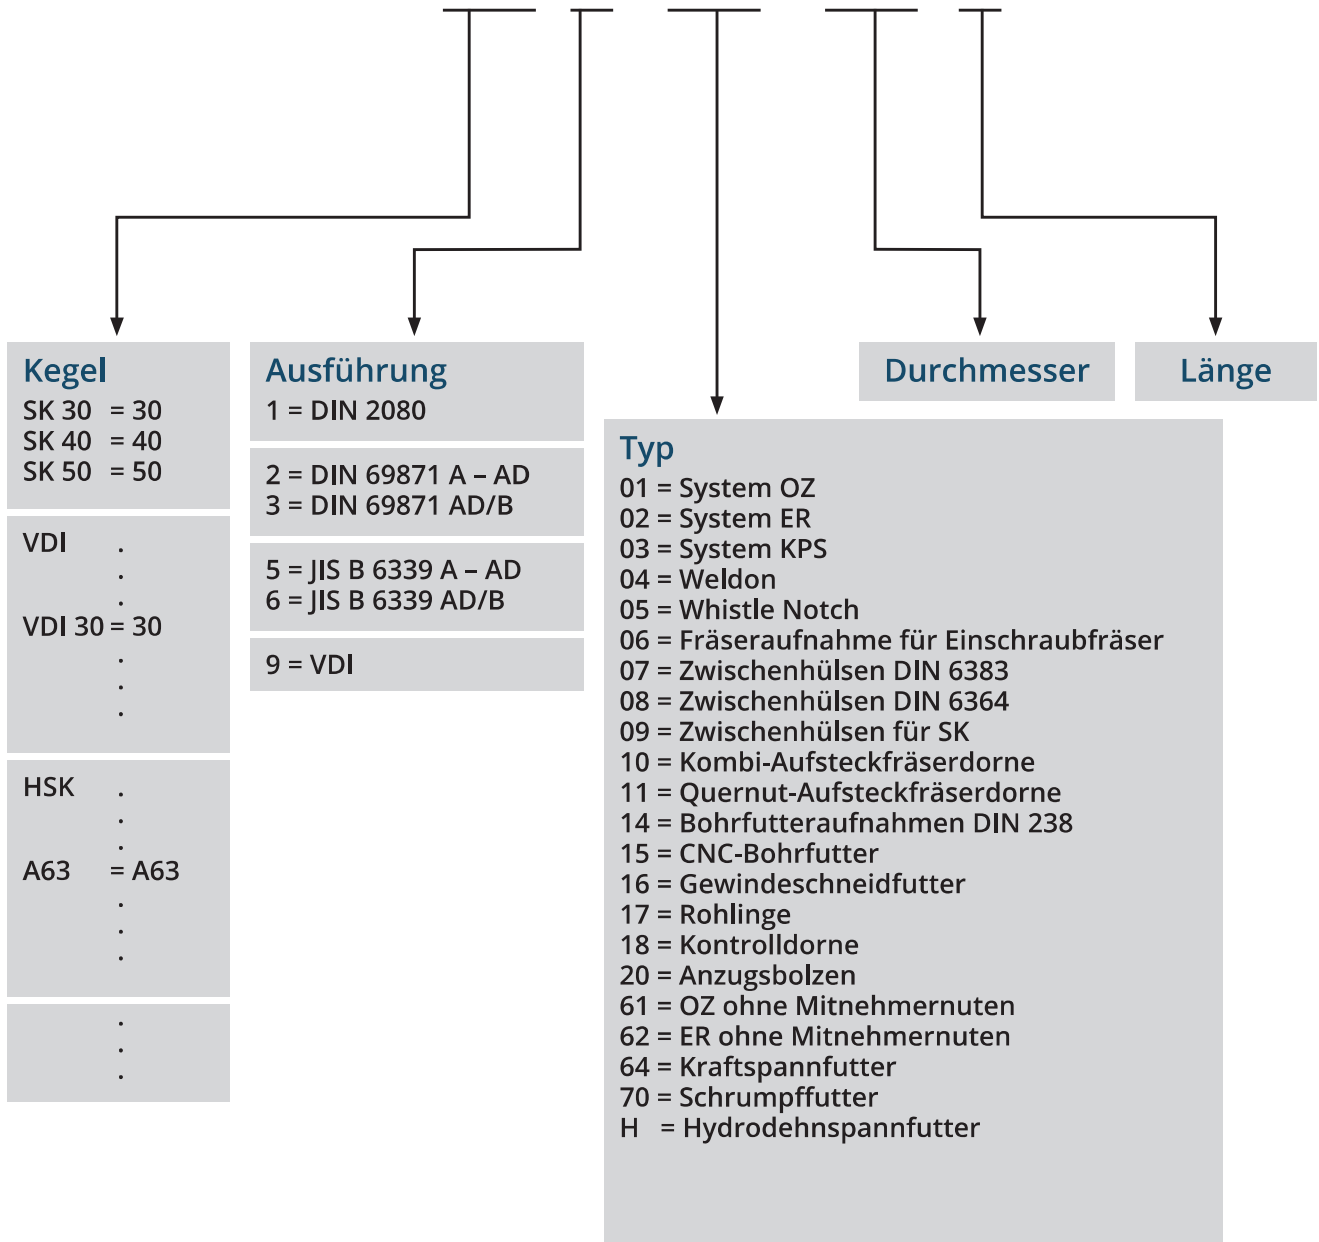 Kegel
SK 30 = 30
SK 40 = 40
SK 50 = 50
VDI .
.
.
VDI 30 = 30
.
.
.
HSK .
.
.
A63 = A63
.
.
.
.
.
.
Ausführung
1 = DIN 2080
2 = DIN 69871 A – AD
3 = DIN 69871 AD/B
5 = JIS B 6339 A – AD
6 = JIS B 6339 AD/B
9 = VDI
Typ
01 = System OZ
02 = System ER
03 = System KPS
04 = Weldon
05 = Whistle Notch
06 = Fräseraufnahme für Einschraubfräser
07 = Zwischenhülsen DIN 6383
08 = Zwischenhülsen DIN 6364
09 = Zwischenhülsen für SK
10 = Kombi-Aufsteckfräserdorne
11 = Quernut-Aufsteckfräserdorne
14 = Bohrfutteraufnahmen DIN 238
15 = CNC-Bohrfutter
16 = Gewindeschneidfutter
17 = Rohlinge
18 = Kontrolldorne
20 = Anzugsbolzen
61 = OZ ohne Mitnehmernuten
62 = ER ohne Mitnehmernuten
64 = Kraftspannfutter
70 = Schrumpffutter
H = Hydrodehnspannfutter
Durchmesser
Länge